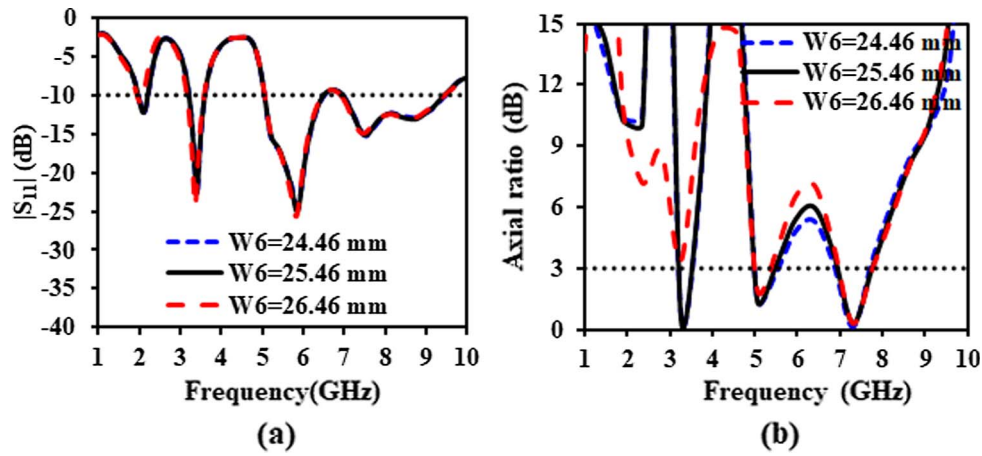 0
-5
-10
-15
-20
-25
-30
-35
-40
|S11| (dB)
W6=24.46 mm
W6=25.46 mm
W6=26.46 mm
1 2 3 4 5 6 7 8 9 10
Frequency(GHz)
(a)
15
12
9
6
3
0
Axial ratio (dB)
W6=24.46 mm
W6=25.46 mm
W6=26.46 mm
1 2 3 4 5 6 7 8 9 10
Frequency (GHz)
(b)